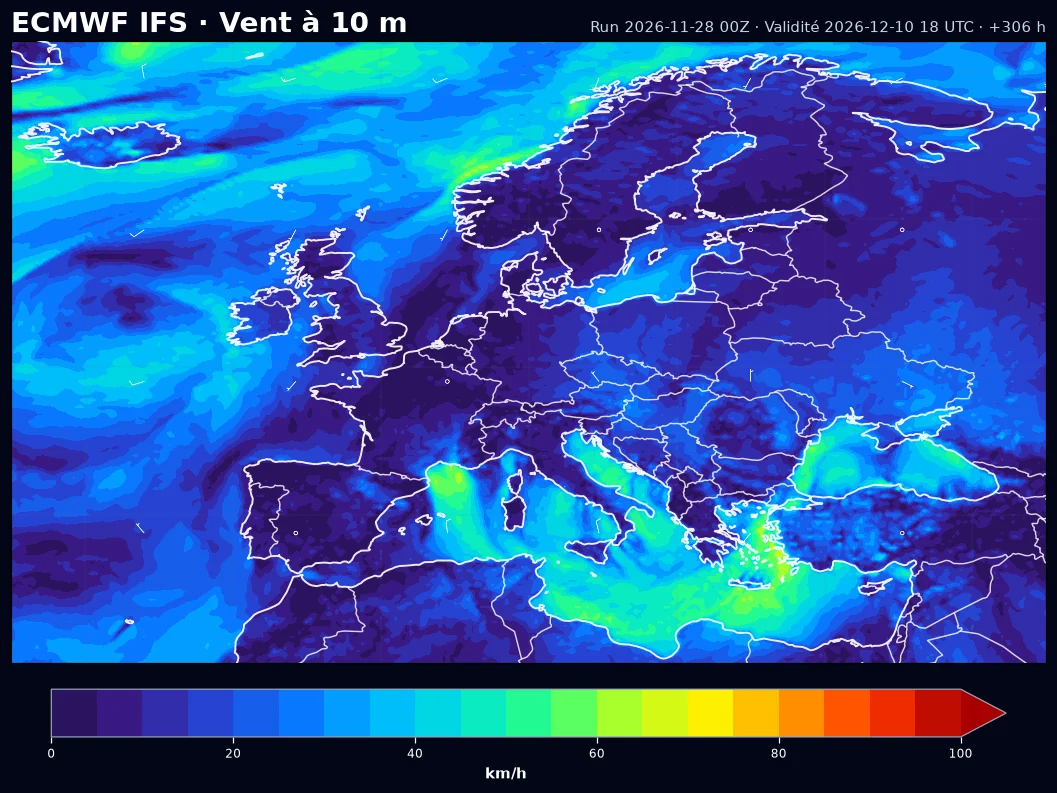 ECMWF IFS · Vent à 10 m
Run 2026-11-28 00Z · Validité 2026-12-10 18 UTC · +306 h
0 20 40 60 80 100
km/h